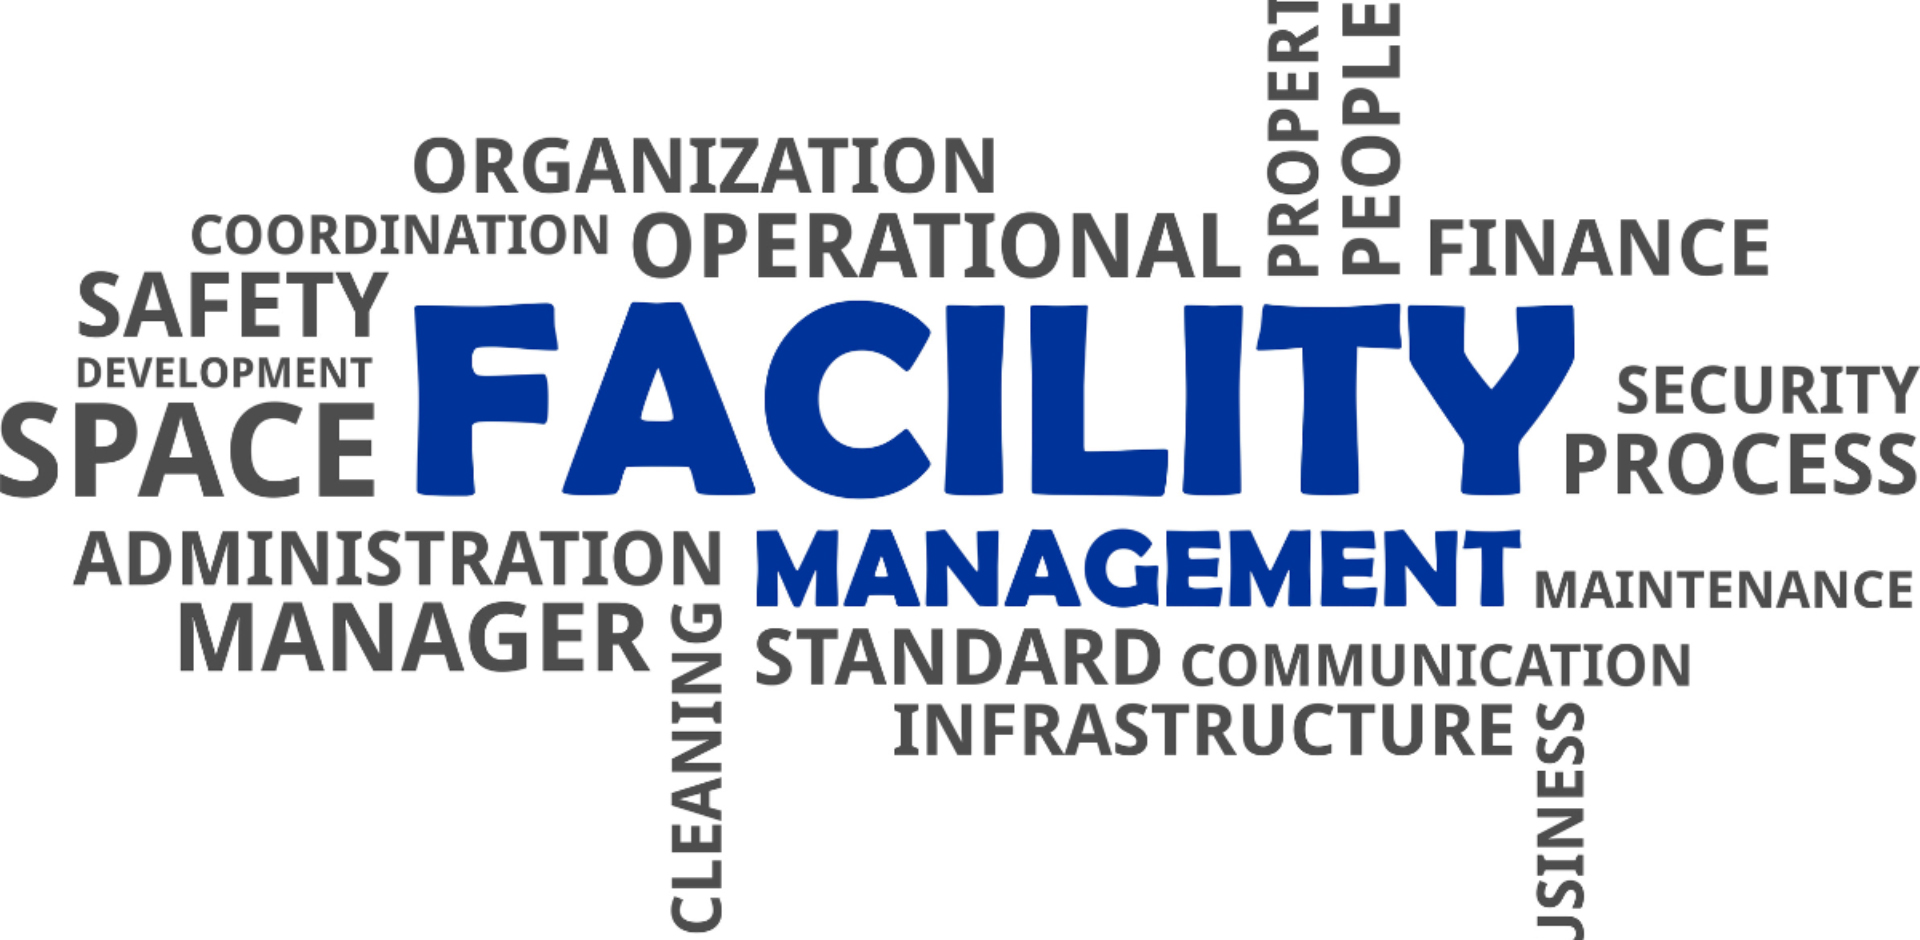 PROPERT
PEOPLE
ORGANIZATION
COORDINATION
OPERATIONAL
FINANCE
SAFETY
FACILITY
DEVELOPMENT
SECURITY
SPACE
PROCESS
ADMINISTRATION
MANAGEMENT
MAINTENANCE
MANAGER
CLEANING
STANDARD
COMMUNICATION
INFRASTRUCTURE
USINESS